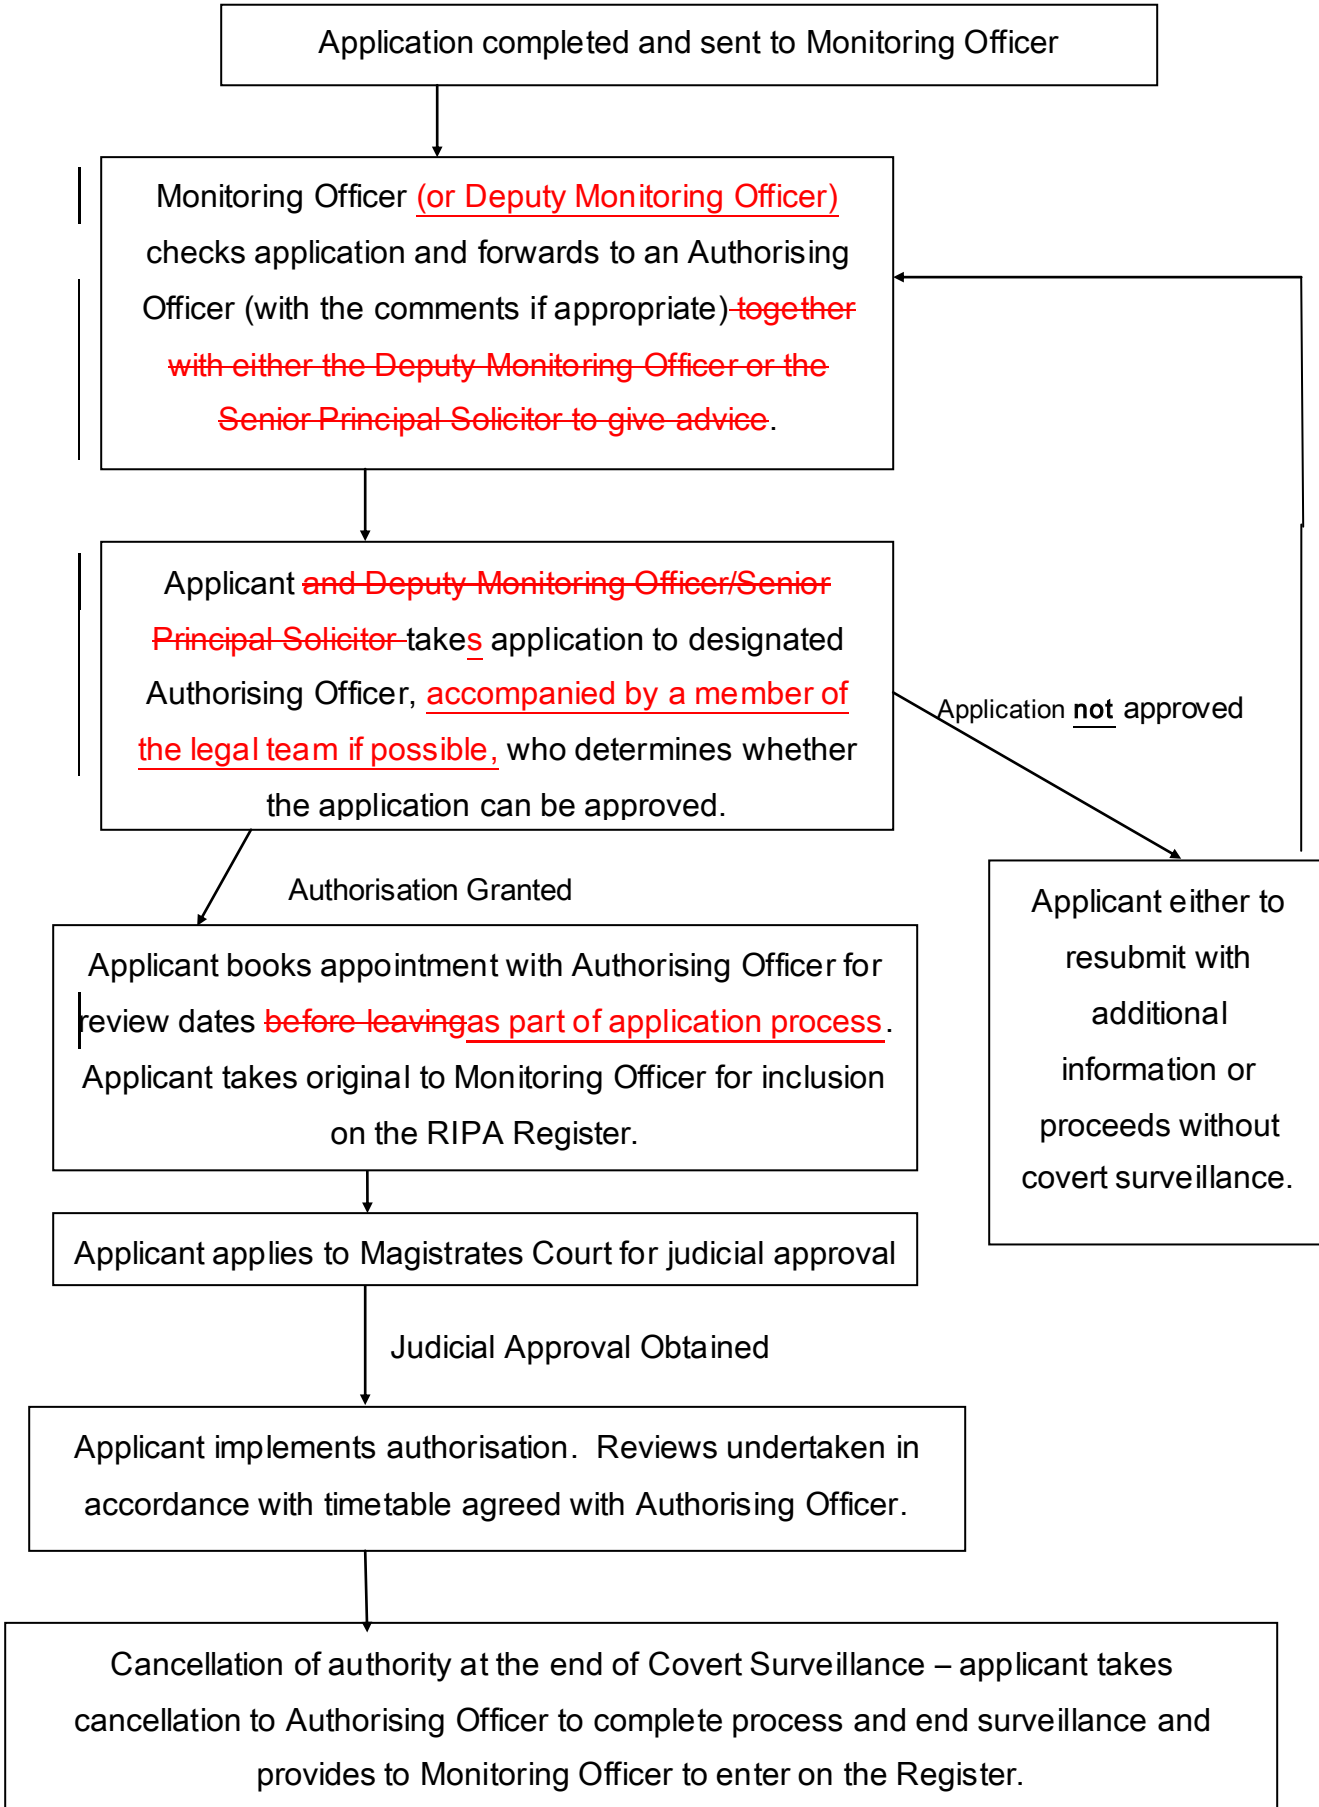 Application completed and sent to Monitoring Officer
Monitoring Officer (or Deputy Monitoring Officer)
checks application and forwards to an Authorising
Officer (with the comments if appropriate) together
with either the Deputy Monitoring Officer or the
Senior Principal Solicitor to give advice.
Applicant and Deputy Monitoring Officer/Senior
Principal Solicitor takes application to designated
Authorising Officer, accompanied by a member of
the legal team if possible, who determines whether
the application can be approved.
Application not approved
Applicant either to
resubmit with
additional
information or
proceeds without
covert surveillance.
Authorisation Granted
Applicant books appointment with Authorising Officer for
review dates before leavingas part of application process.
Applicant takes original to Monitoring Officer for inclusion
on the RIPA Register.
Applicant applies to Magistrates Court for judicial approval
Judicial Approval Obtained
Applicant implements authorisation.  Reviews undertaken in
accordance with timetable agreed with Authorising Officer.
Cancellation of authority at the end of Covert Surveillance – applicant takes
cancellation to Authorising Officer to complete process and end surveillance and
provides to Monitoring Officer to enter on the Register.